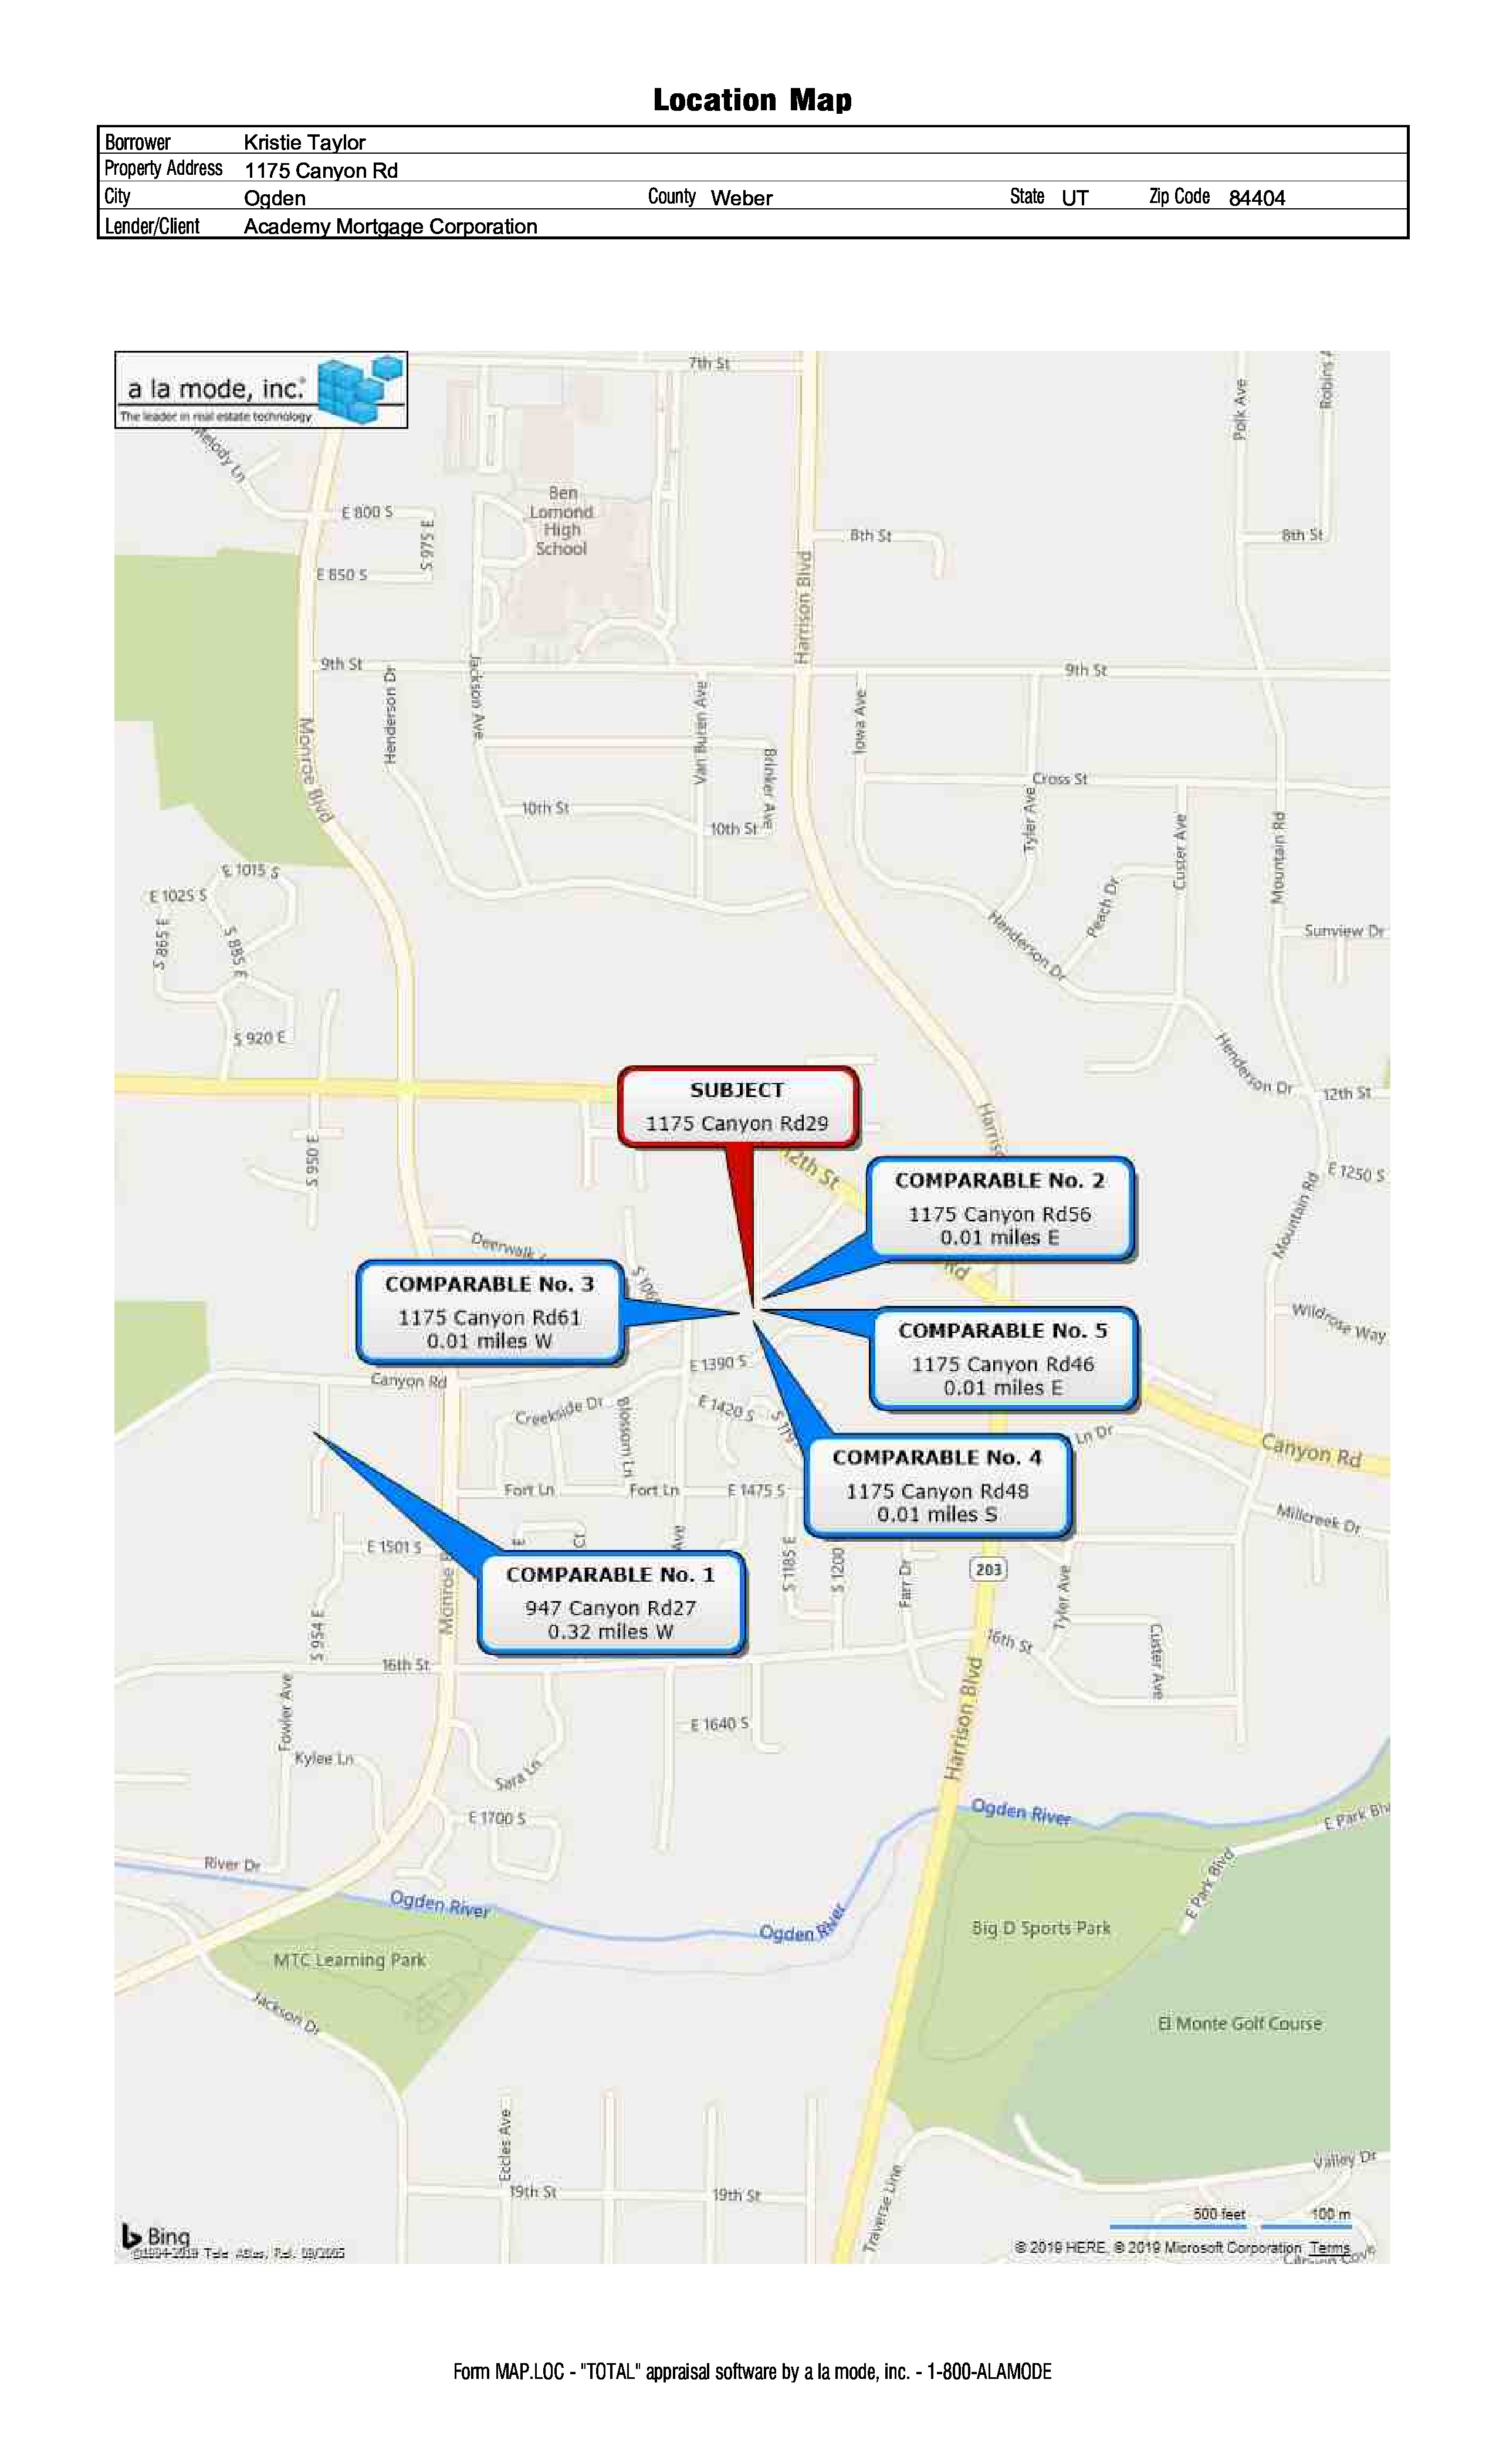 Location Map
Borrower Kristie Taylor
Property Address 1175 Canyon Rd
City Ogden County Weber State UT Zip Code 84404
Lender/Client Academy Mortgage Corporation
a la mode, inc.
The leader in real estate technology
7th St
Melody Ln
Polk Ave
Robins
E 800 S
S 975 E
Ben
Lomond
High
School
8th St
8th St
E 850 S
Harrison Blvd
9th St
Henderson Dr
Jackson Ave
9th St
Monroe Blvd
Van Buren Ave
Brinker Ave
Iowa Ave
Cross St
10th St
10th St
Tyler Ave
Custer Ave
Mountain Rd
E 1015 S
E 1025 S
S 865 E
S 885 E
Peach Dr
Henderson Dr
Sunview Dr
S 920 E
Henderson Dr
12th St
SUBJECT
1175 Canyon Rd29
Harris
S 950 E
12th St
E 1250 S
Mountain Rd
COMPARABLE No. 2
1175 Canyon Rd56
0.01 miles E
Deerwalk
Rd
COMPARABLE No. 3
1175 Canyon Rd61
0.01 miles W
S 106
Wildrose Way
COMPARABLE No. 5
1175 Canyon Rd46
0.01 miles E
E 1390 S
Canyon Rd
Creekside Dr
Blossom Ln
E 1420 S
S 119
Ln Dr
Canyon Rd
COMPARABLE No. 4
1175 Canyon Rd48
0.01 miles S
Fort Ln
Fort Ln
E 1475 S
Millcreek Dr
E 1501 S
E
Ct
Ave
S 1185 E
S 1200
Farr Dr
203
Tyler Ave
COMPARABLE No. 1
947 Canyon Rd27
0.32 miles W
Monroe B
S 954 E
16th St
16th St
Custer Ave
Fowler Ave
Harrison Blvd
E 1640 S
Kylee Ln
Sara Ln
E 1700 S
Ogden River
E Park Blv
River Dr
E Park Blvd
Ogden River
Ogden River
Big D Sports Park
MTC Learning Park
Jackson Dr
El Monte Golf Course
Eccles Ave
Valley Dr
19th St
19th St
Traverse Line
500 feet 100 m
Bing
© 2019 HERE, © 2019 Microsoft Corporation Terms
Form MAP.LOC - "TOTAL" appraisal software by a la mode, inc. - 1-800-ALAMODE